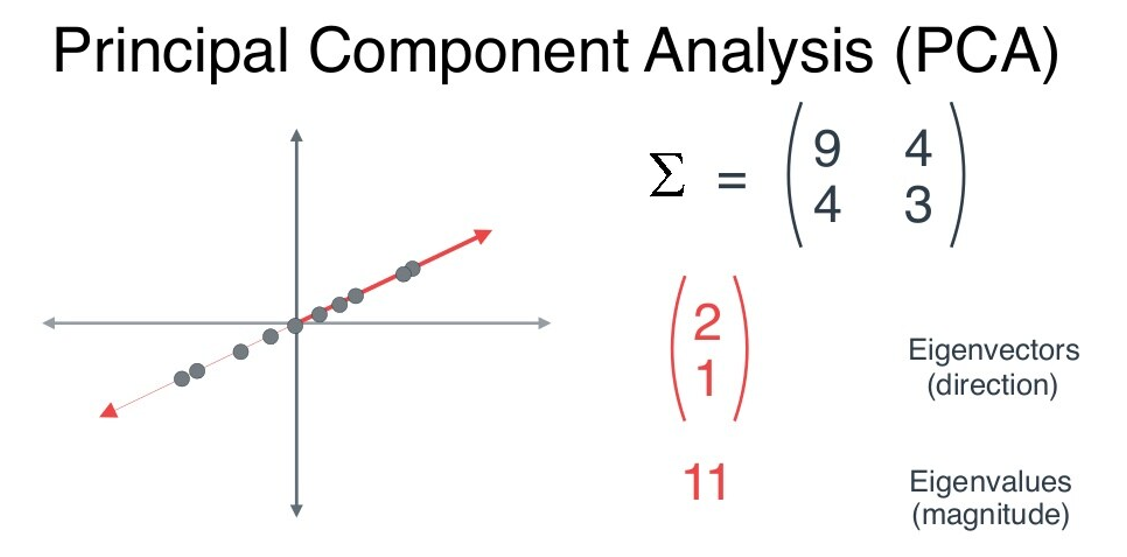 Principal Component Analysis (PCA)
Σ = 9 4
4 3
2
1
Eigenvectors
(direction)
11
Eigenvalues
(magnitude)